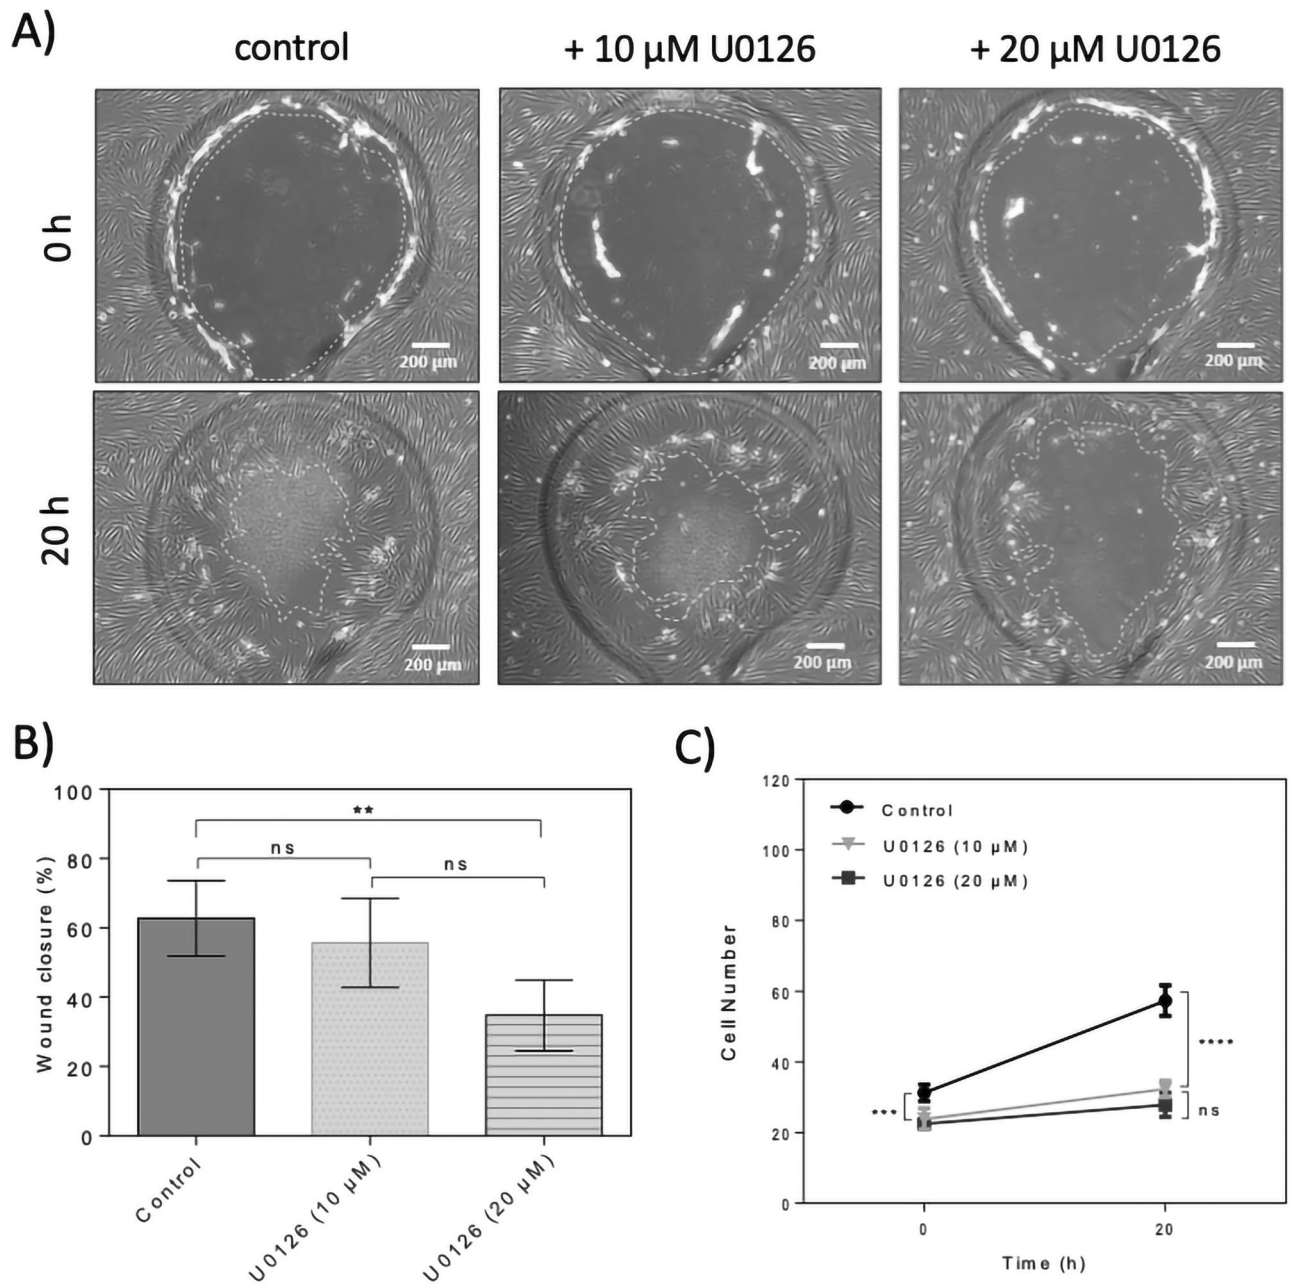 A)
control
+ 10 µM U0126
+ 20 µM U0126
0 h
200 µm
200 µm
200 µm
20 h
200 µm
200 µm
200 µm
B)
Wound closure (%)
100
80
60
40
20
0
**
ns
ns
Control
U0126 (10 µM)
U0126 (20 µM)
C)
Cell Number
120
100
80
60
40
20
0
Control
U0126 (10 µM)
U0126 (20 µM)
***
****
ns
0
20
Time (h)